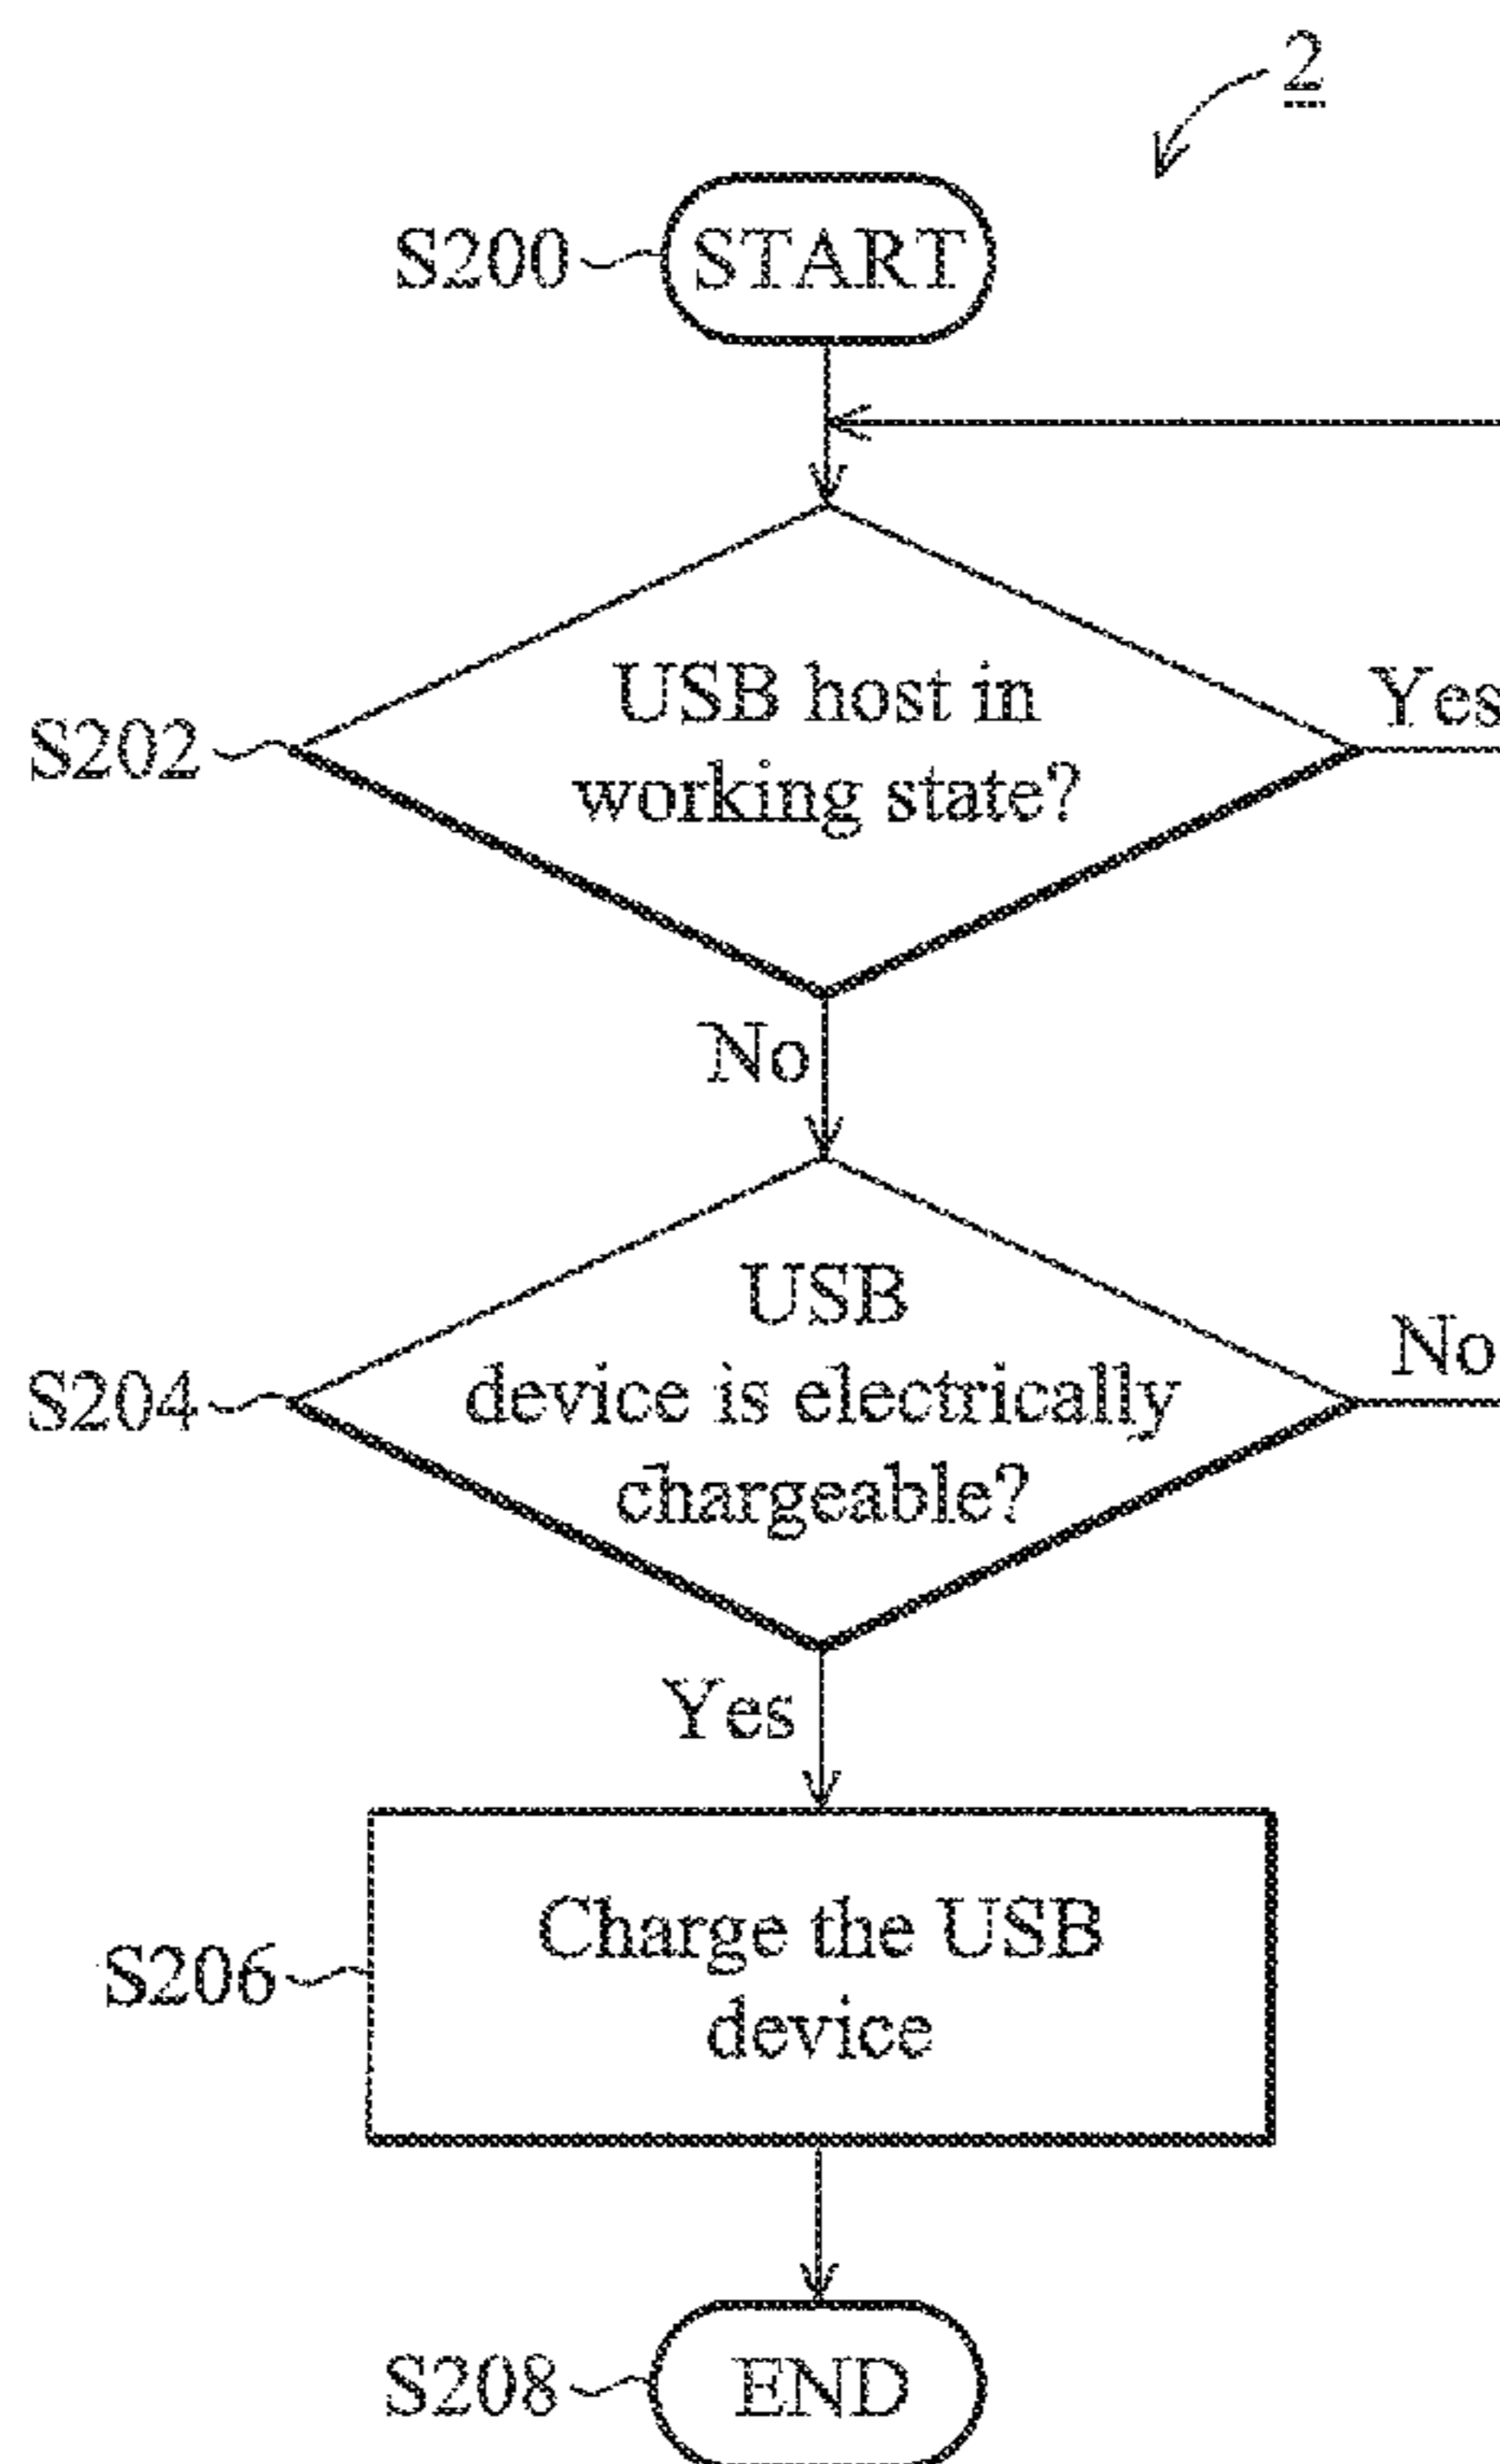 2
S200
START
USB host in
working state?
Yes
S202
No
USB
device is electrically
chargeable?
No
S204
Yes
Charge the USB
device
S206
S208
END